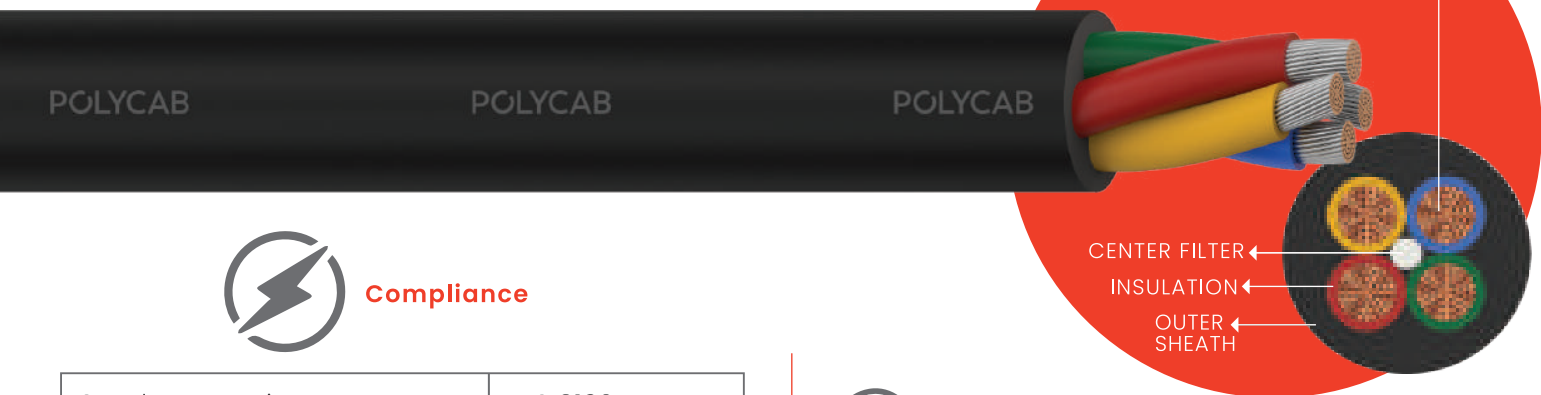 POLYCAB POLYCAB POLYCAB
CENTER FILTER
INSULATION
OUTER
SHEATH
Compliance